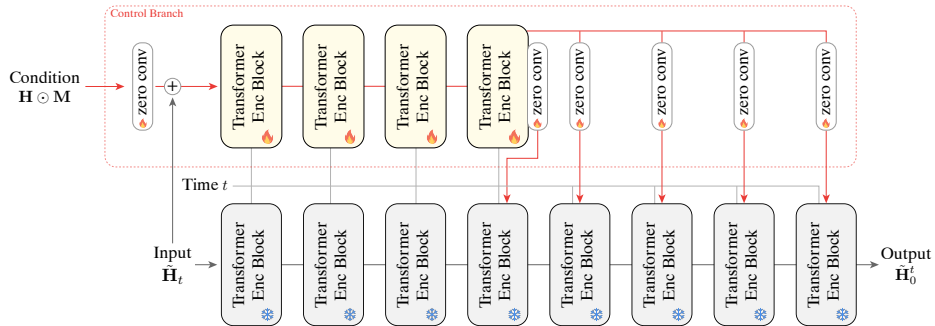 Control Branch
Condition
H ⊙ M
zero conv
+
Transformer
Enc Block
Transformer
Enc Block
Transformer
Enc Block
Transformer
Enc Block
zero conv
zero conv
zero conv
zero conv
zero conv
Time t
Input
H̃ₜ
Transformer
Enc Block
Transformer
Enc Block
Transformer
Enc Block
Transformer
Enc Block
Transformer
Enc Block
Transformer
Enc Block
Transformer
Enc Block
Transformer
Enc Block
Output
H̃₀ᵗ